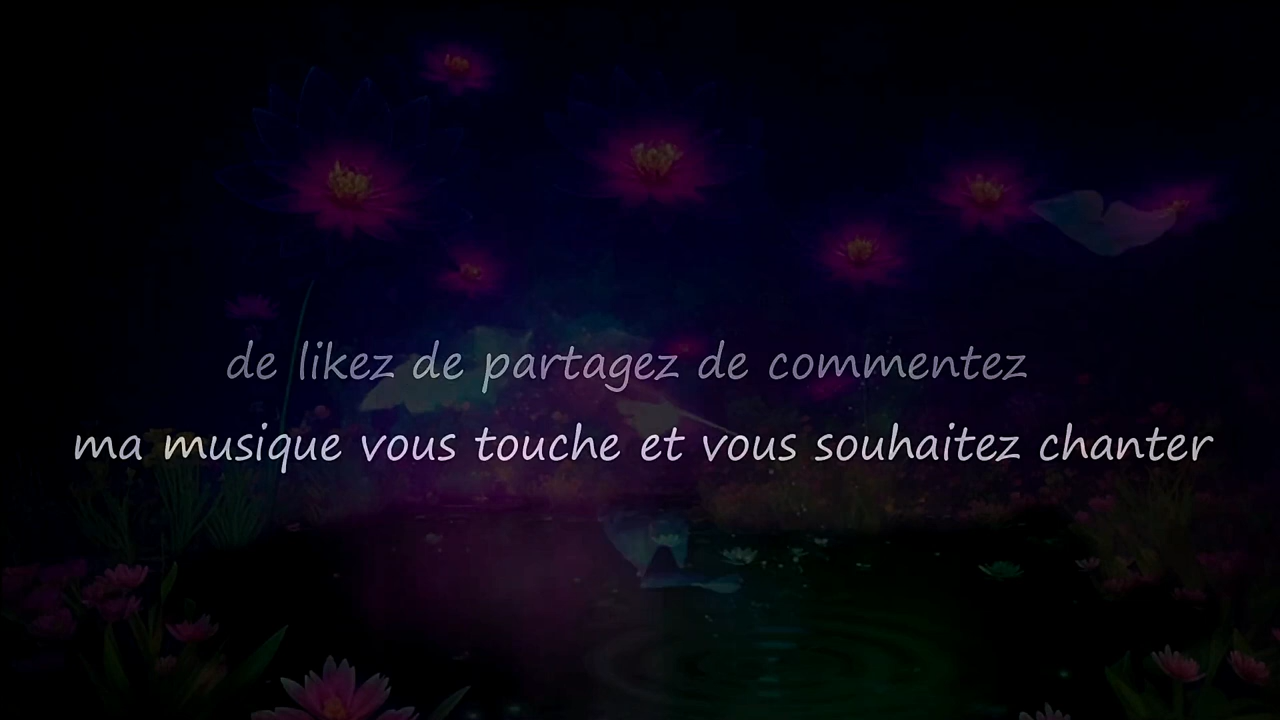 de likez de partagez de commentez
ma musique vous touche et vous souhaitez chanter